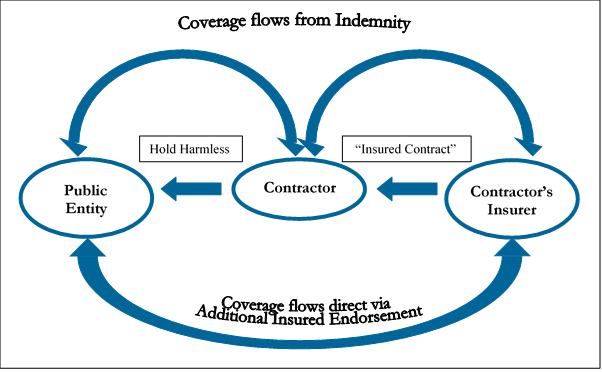 Coverage flows from Indemnity
Hold Harmless
“Insured Contract”
Public
Entity
Contractor
Contractor’s
Insurer
Coverage flows direct via
Additional Insured Endorsement